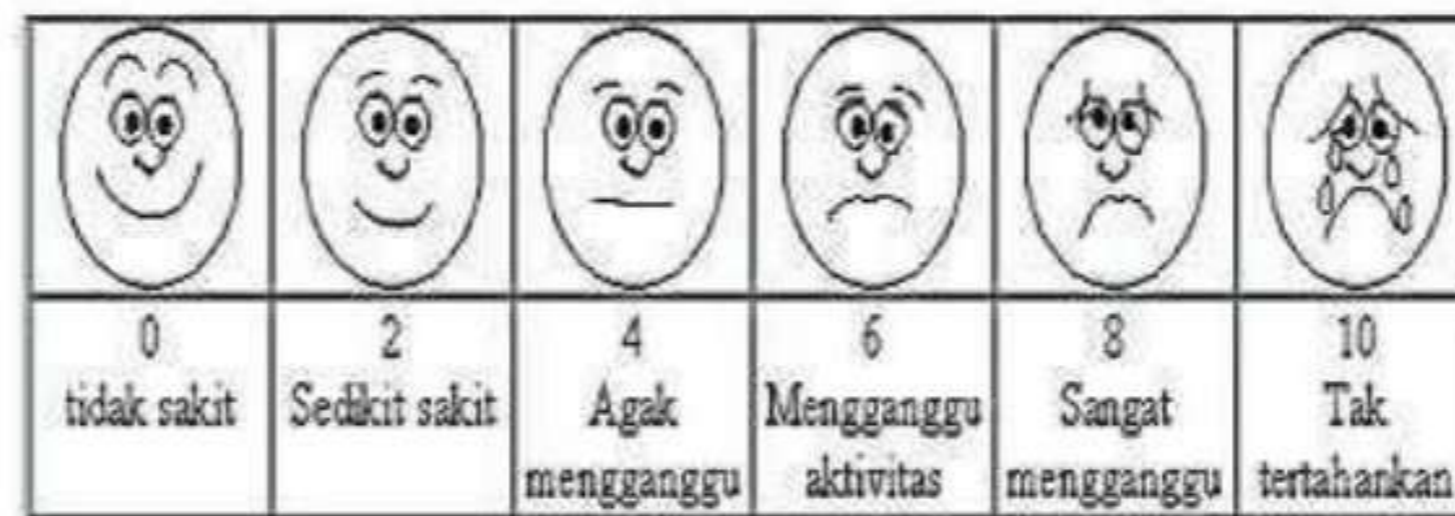 0
tidak sakit
2
Sedikit sakit
4
Agak
mengganggu
6
Mengganggu
aktivitas
8
Sangat
mengganggu
10
Tak
tertahankan